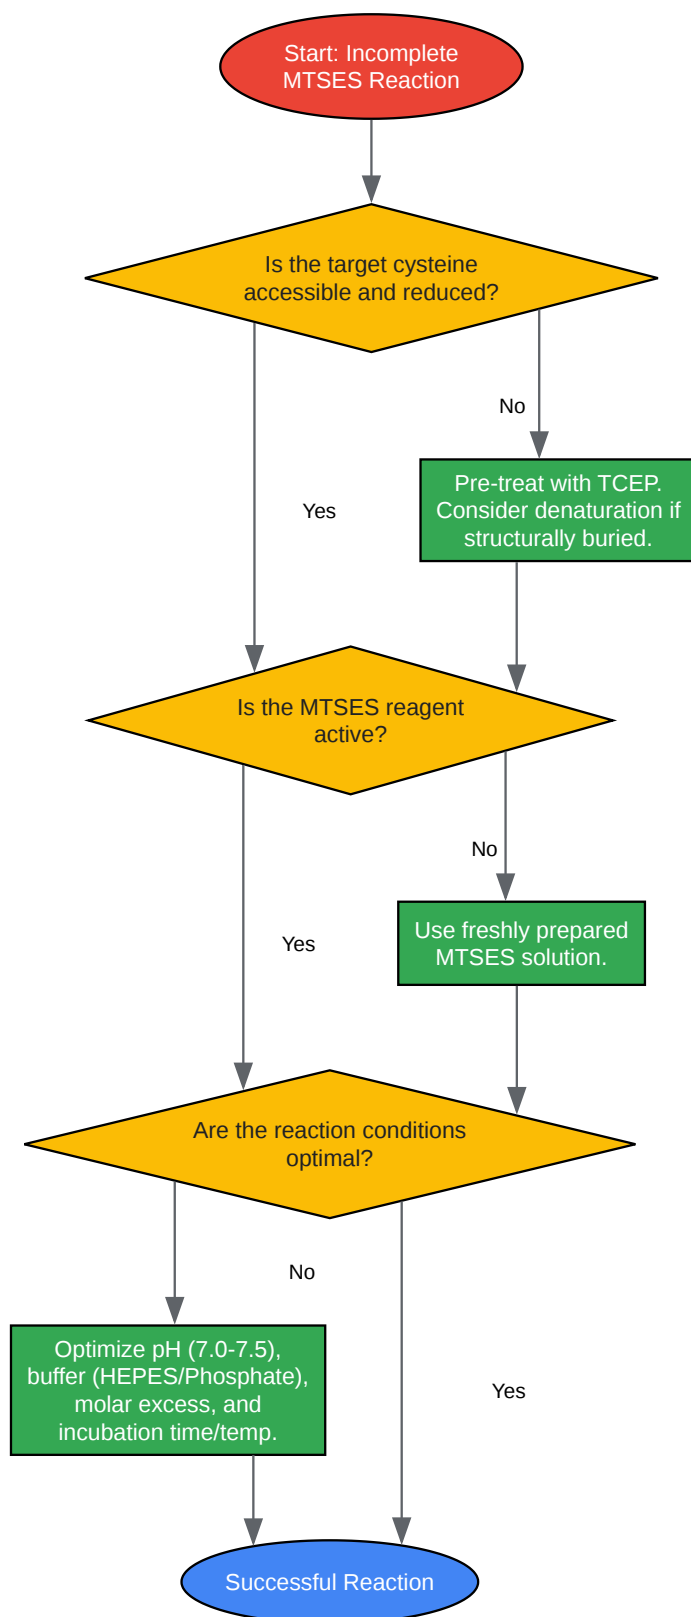 Start: Incomplete
MTSES Reaction
Is the target cysteine
accessible and reduced?
No
Pre-treat with TCEP.
Consider denaturation if
structurally buried.
Yes
Is the MTSES reagent
active?
No
Use freshly prepared
MTSES solution.
Yes
Are the reaction conditions
optimal?
No
Optimize pH (7.0-7.5),
buffer (HEPES/Phosphate),
molar excess, and
incubation time/temp.
Yes
Successful Reaction